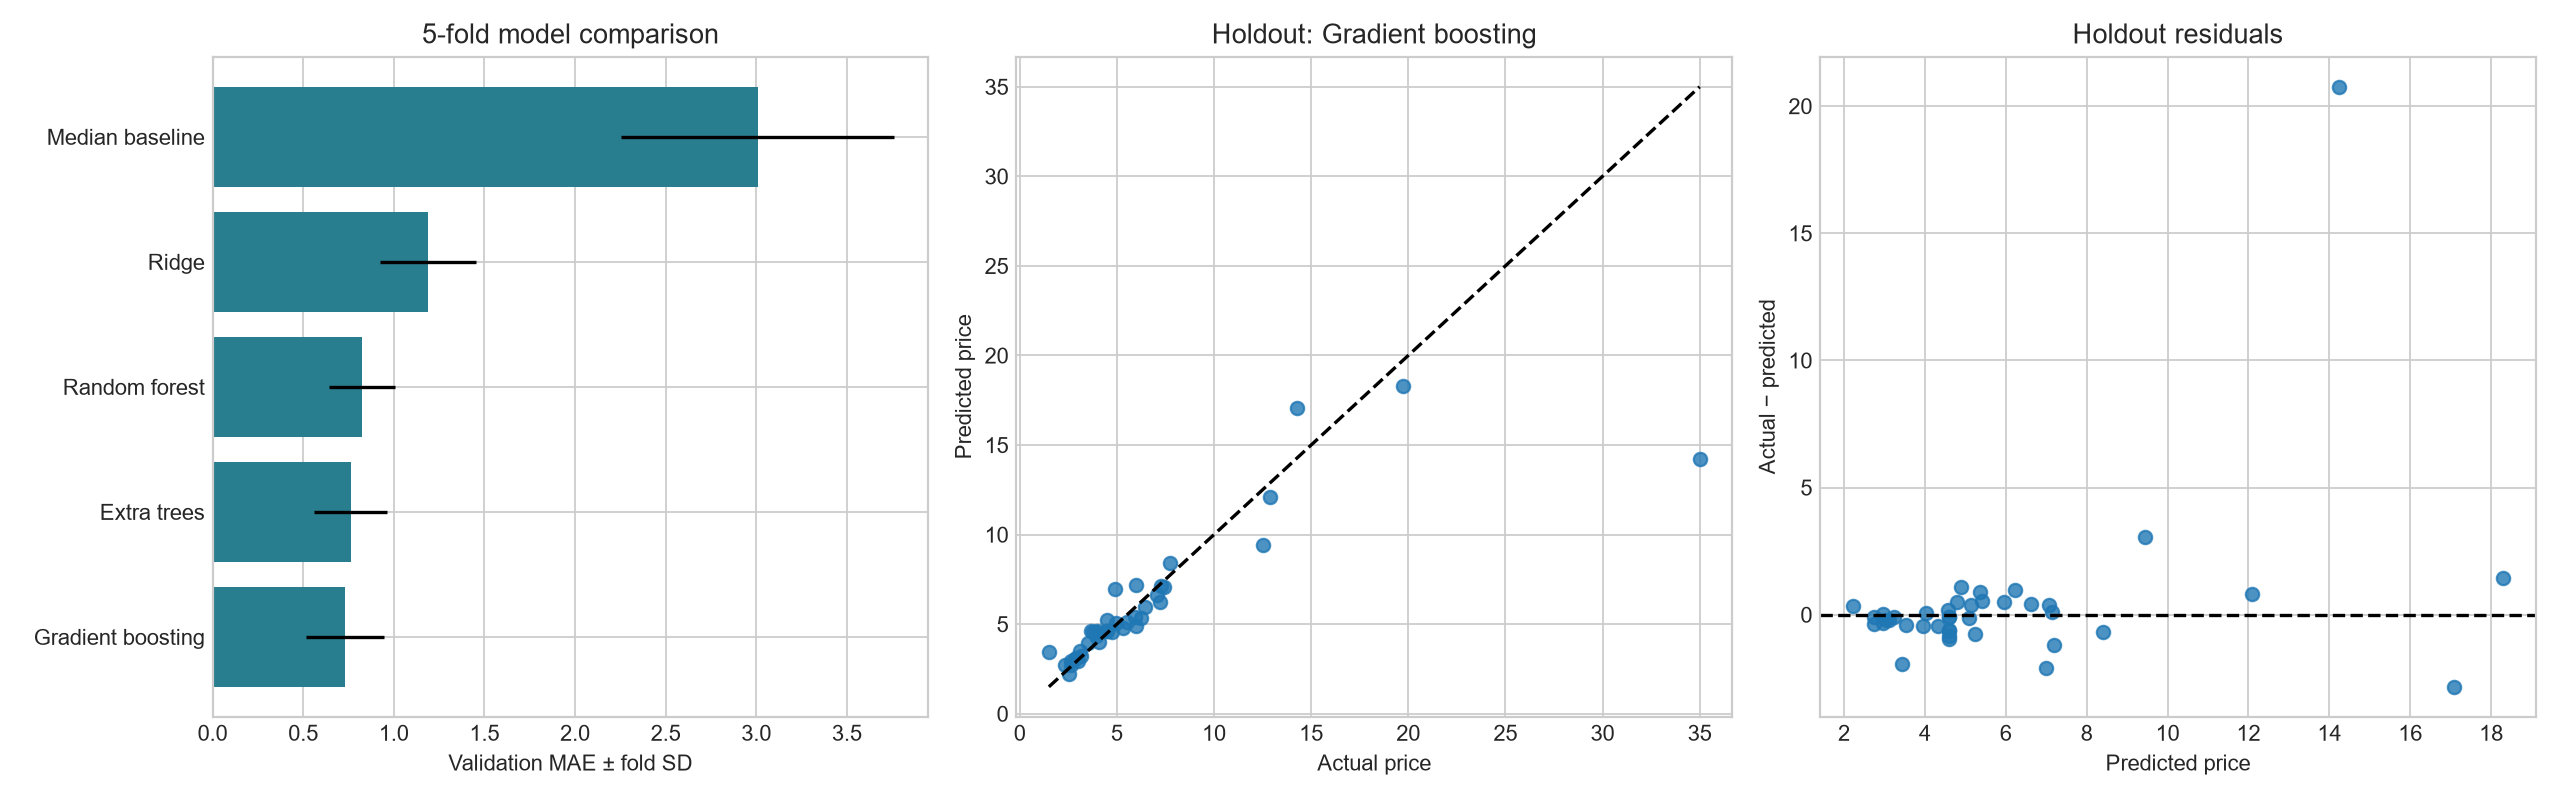 5-fold model comparison
Median baseline
Ridge
Random forest
Extra trees
Gradient boosting
0.0 0.5 1.0 1.5 2.0 2.5 3.0 3.5
Validation MAE ± fold SD
Holdout: Gradient boosting
Predicted price
35
30
25
20
15
10
5
0
0 5 10 15 20 25 30 35
Actual price
Holdout residuals
Actual − predicted
20
15
10
5
0
2 4 6 8 10 12 14 16 18
Predicted price